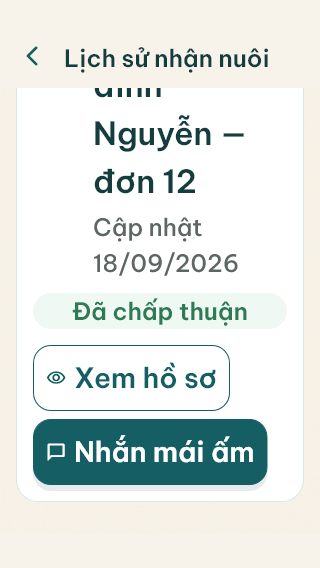 Lịch sử nhận nuôi
đình
Nguyễn —
đơn 12
Cập nhật
18/09/2026
Đã chấp thuận
Xem hồ sơ
Nhắn mái ấm